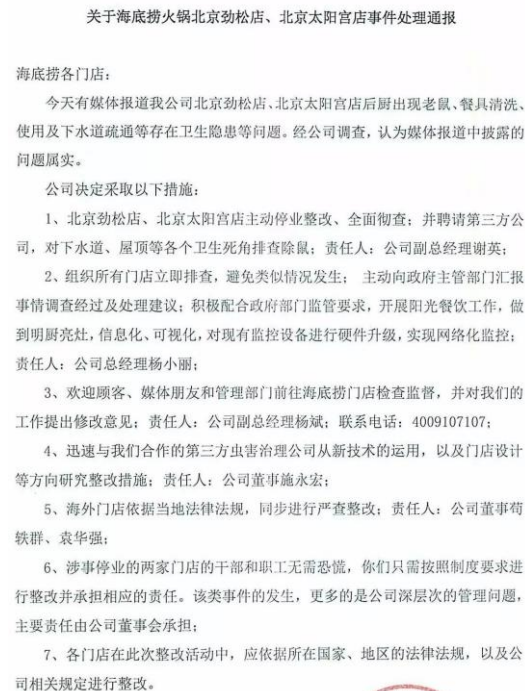 关于海底捞火锅北京劲松店、北京太阳宫店事件处理通报
海底捞各门店:
今天有媒体报道我公司北京劲松店、北京太阳宫店后厨出现老鼠、餐具清洗、
使用及下水道疏通等存在卫生隐患等问题。经公司调查,认为媒体报道中披露的
问题属实。
公司决定采取以下措施:
1、北京劲松店、北京太阳宫店主动停业整改、全面彻查;并聘请第三方公
司,对下水道、屋顶等各个卫生死角排查除鼠;责任人:公司副总经理谢英;
2、组织所有门店立即排查,避免类似情况发生; 主动向政府主管部门汇报
事情调查经过及处理建议;积极配合政府部门监管要求,开展阳光餐饮工作,做
到明厨亮灶,信息化、可视化,对现有监控设备进行硬件升级,实现网络化监控;
责任人:公司总经理杨小丽;
3、欢迎顾客、媒体朋友和管理部门前往海底捞门店检查监督,并对我们的
工作提出修改意见;责任人:公司副总经理杨斌;联系电话:4009107107;
4、迅速与我们合作的第三方虫害治理公司从新技术的运用,以及门店设计
等方向研究整改措施;责任人:公司董事施永宏;
5、海外门店依据当地法律法规,同步进行严查整改;责任人:公司董事苟
轶群、袁华强;
6、涉事停业的两家门店的干部和职工无需恐慌,你们只需按照制度要求进
行整改并承担相应的责任。该类事件的发生,更多的是公司深层次的管理问题,
主要责任由公司董事会承担;
7、各门店在此次整改活动中,应依据所在国家、地区的法律法规,以及公
司相关规定进行整改。